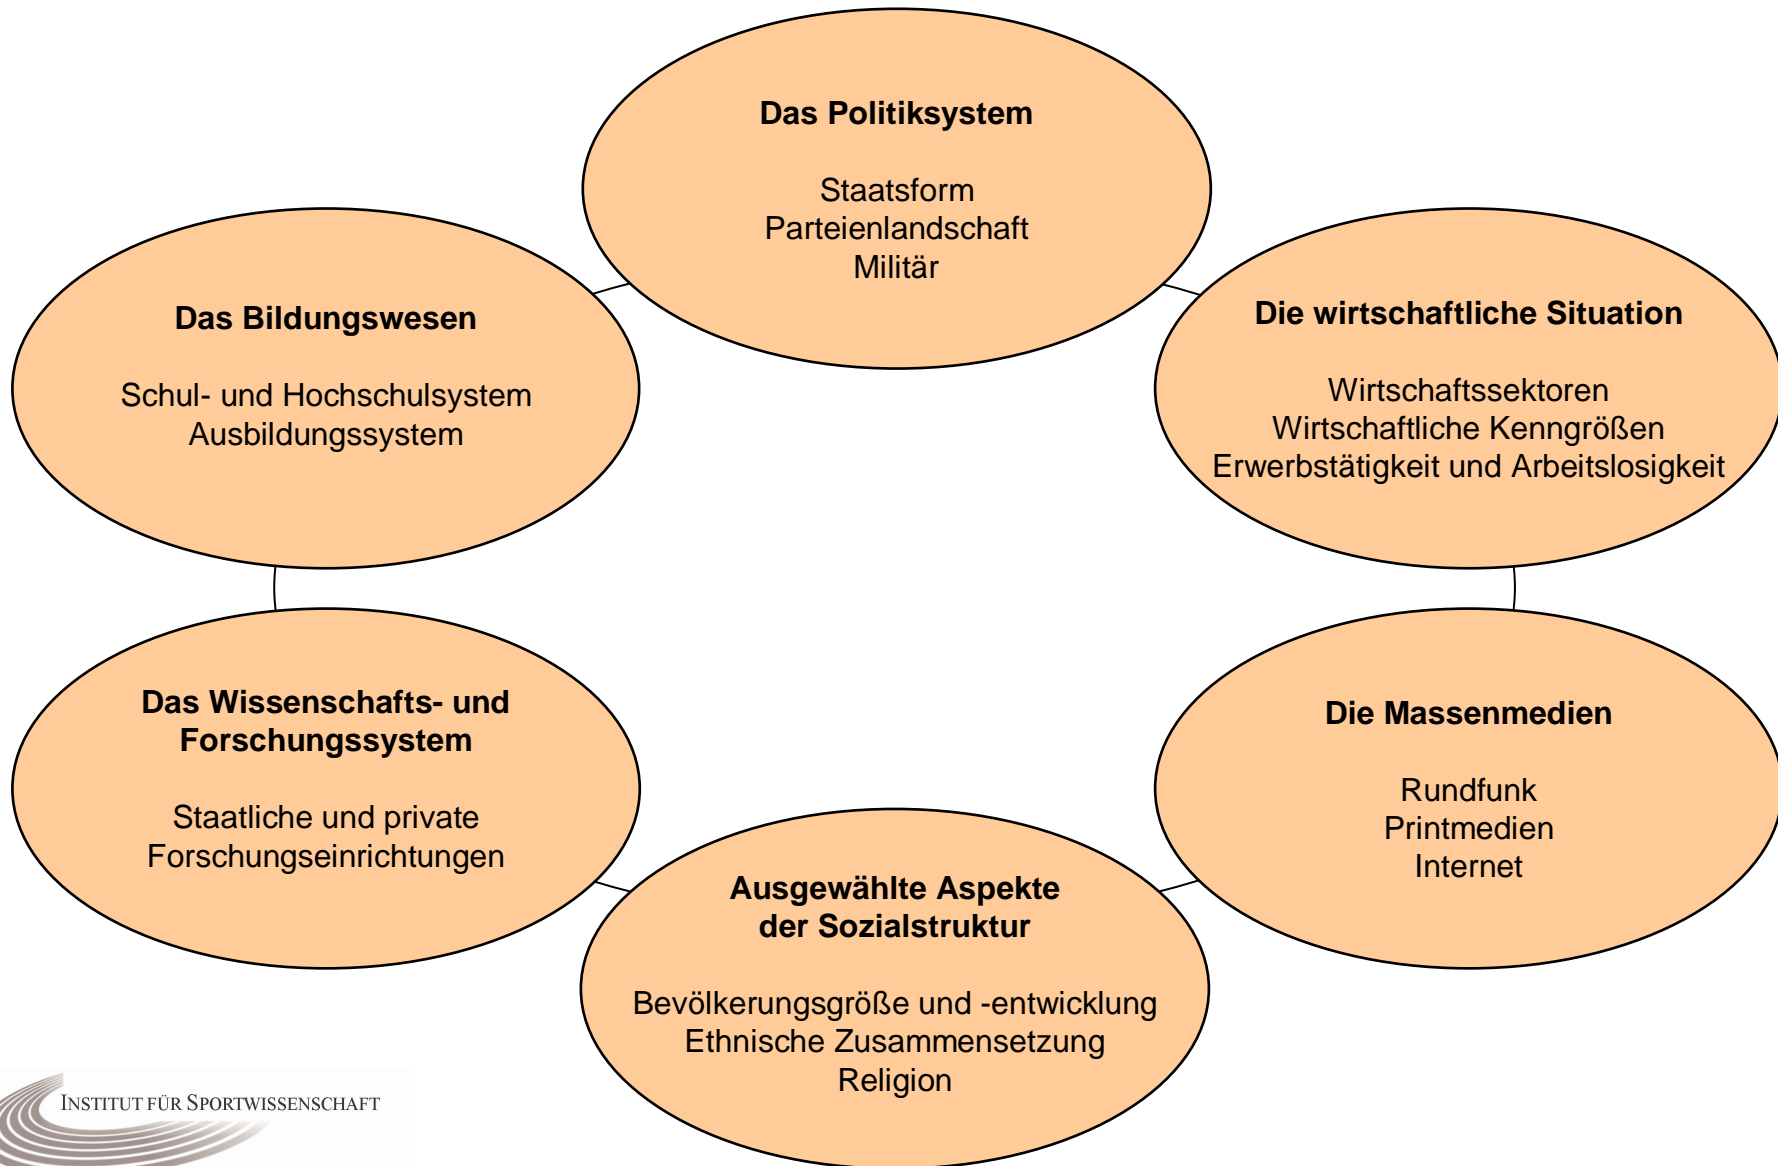 Das Politiksystem
Staatsform
Parteienlandschaft
Militär
Die wirtschaftliche Situation
Wirtschaftssektoren
Wirtschaftliche Kenngrößen
Erwerbstätigkeit und Arbeitslosigkeit
Die Massenmedien
Rundfunk
Printmedien
Internet
Ausgewählte Aspekte
der Sozialstruktur
Bevölkerungsgröße und -entwicklung
Ethnische Zusammensetzung
Religion
Das Wissenschafts- und
Forschungssystem
Staatliche und private
Forschungseinrichtungen
Das Bildungswesen
Schul- und Hochschulsystem
Ausbildungssystem
INSTITUT FÜR SPORTWISSENSCHAFT